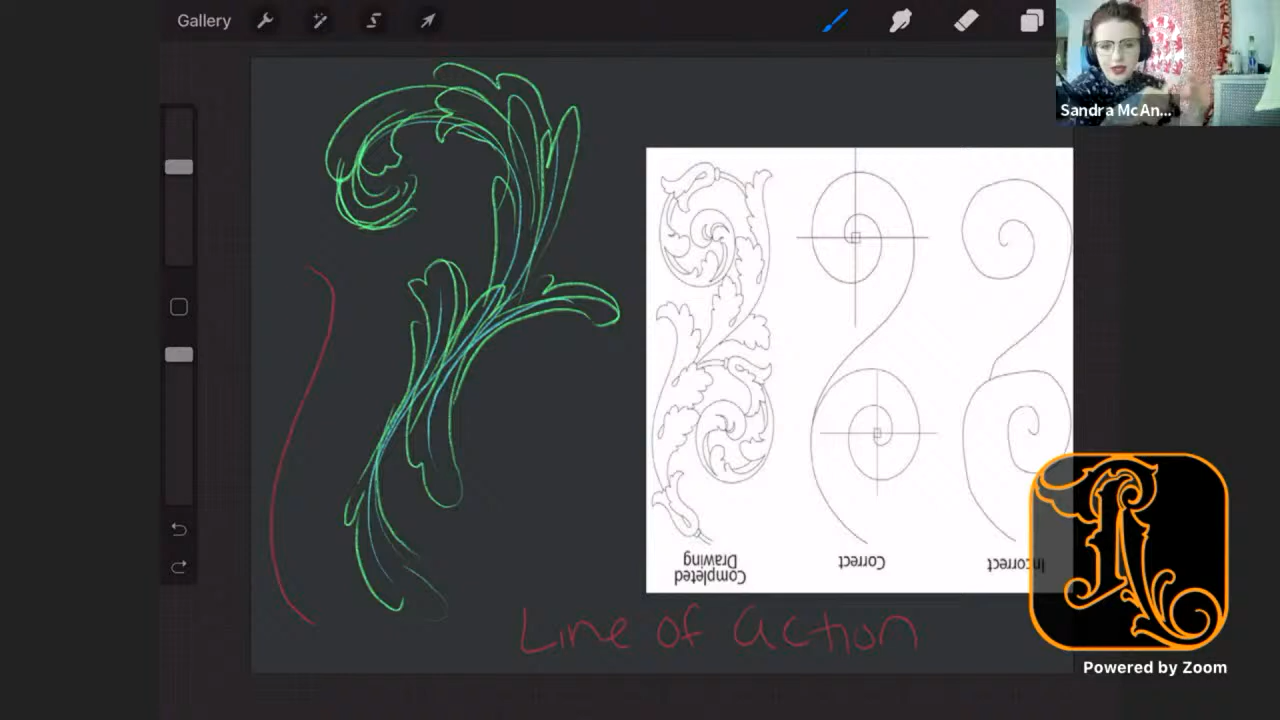 Gallery
Sandra McAn...
Completed
Drawing
Correct
Incorrect
Line of action
Powered by Zoom